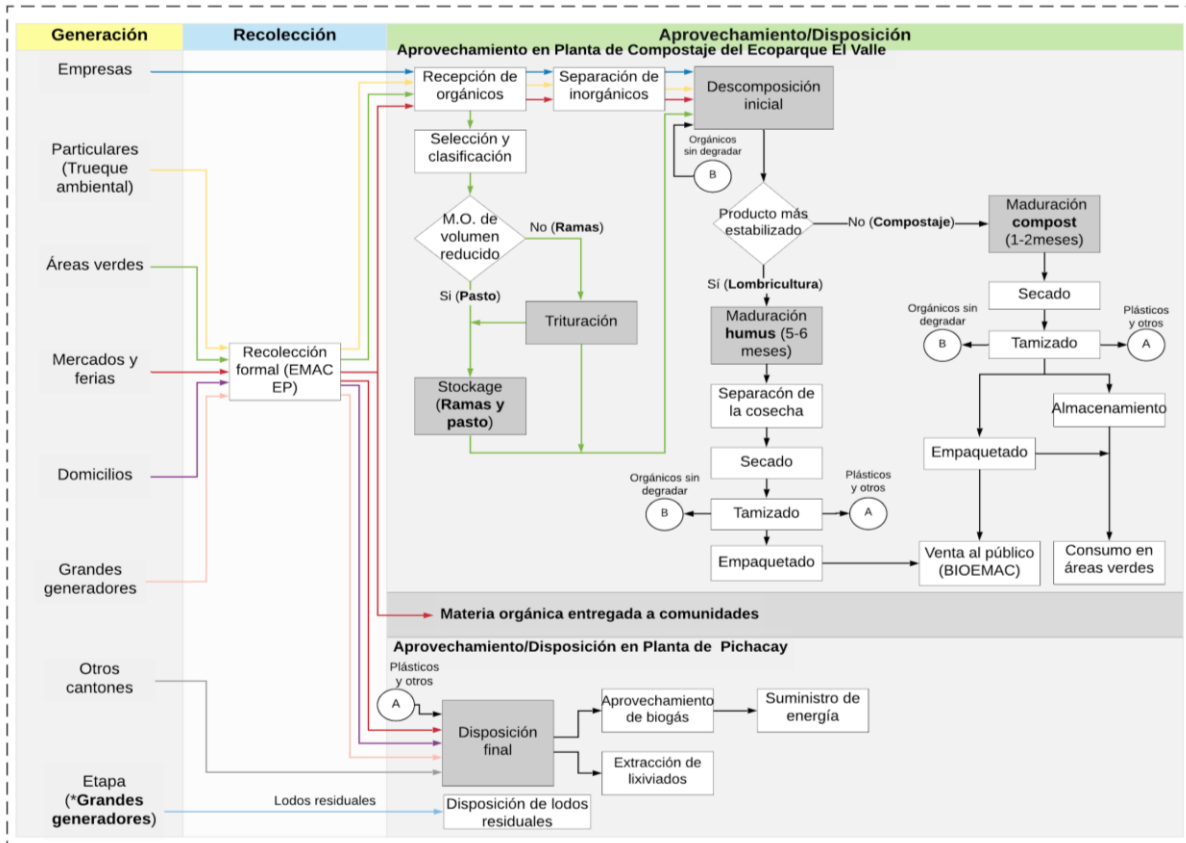 Generación
Recolección
Aprovechamiento/Disposición
Aprovechamiento en Planta de Compostaje del Ecoparque El Valle
Empresas
Particulares
(Trueque
ambiental)
Áreas verdes
Mercados y
ferias
Domicilios
Grandes
generadores
Otros
cantones
Etapa
(*Grandes
generadores)
Recolección
formal (EMAC
EP)
Lodos residuales
Recepción de
orgánicos
Separación de
inorgánicos
Descomposición
inicial
Selección y
clasificación
Orgánicos
sin degradar
B
M.O. de
volumen
reducido
No (Ramas)
Si (Pasto)
Trituración
Stockage
(Ramas y
pasto)
Producto más
estabilizado
No (Compostaje)
Maduración
compost
(1-2meses)
Sí (Lombricultura)
Maduración
humus (5-6
meses)
Secado
Orgánicos sin
degradar
B
Tamizado
Plásticos
y otros
A
Separacón de
la cosecha
Almacenamiento
Empaquetado
Secado
Orgánicos sin
degradar
B
Tamizado
Plásticos
y otros
A
Empaquetado
Venta al público
(BIOEMAC)
Consumo en
áreas verdes
Materia orgánica entregada a comunidades
Aprovechamiento/Disposición en Planta de Pichacay
Plásticos
y otros
A
Disposición
final
Aprovechamiento
de biogás
Suministro de
energía
Extracción de
lixiviados
Disposición de lodos
residuales